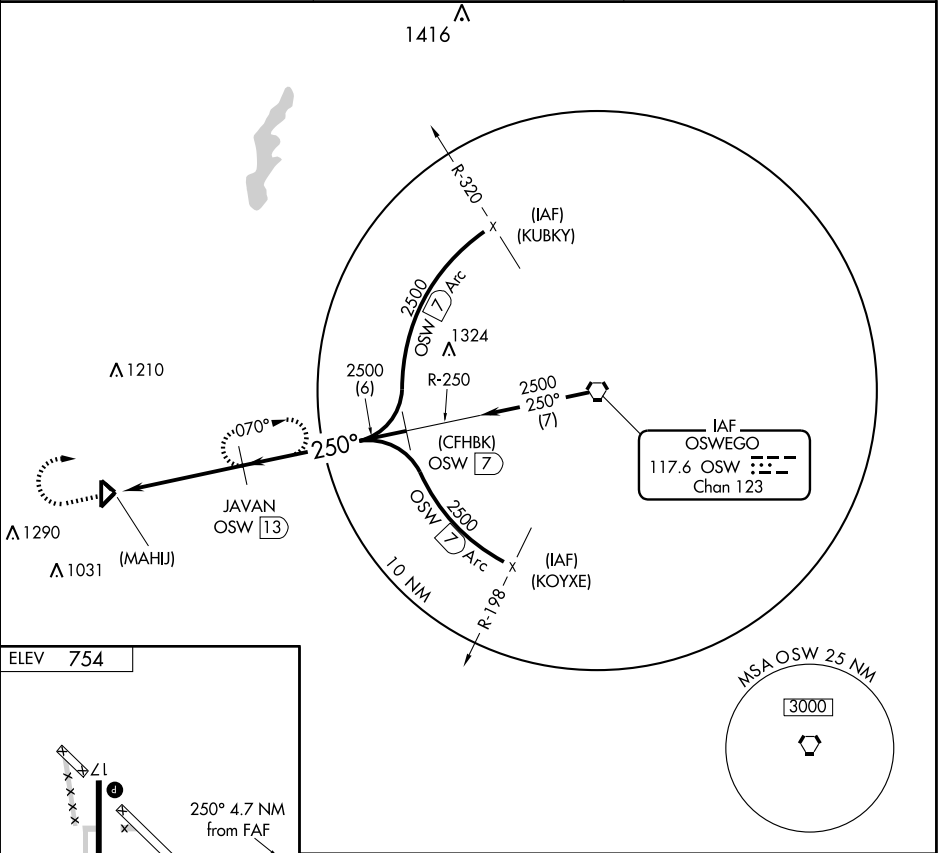 1416
R-320
(IAF)
(KUBKY)
2500
OSW 7 Arc
1324
1210
2500
(6)
R-250
2500
250°
(7)
070°
250°
(CFHBK)
OSW 7
IAF
OSWEGO
117.6 OSW
Chan 123
JAVAN
OSW 13
2500
OSW 7 Arc
1290
(MAHIJ)
1031
(IAF)
(KOYXE)
10 NM
R-198
ELEV 754
MSA OSW 25 NM
3000
17
P
250° 4.7 NM
from FAF